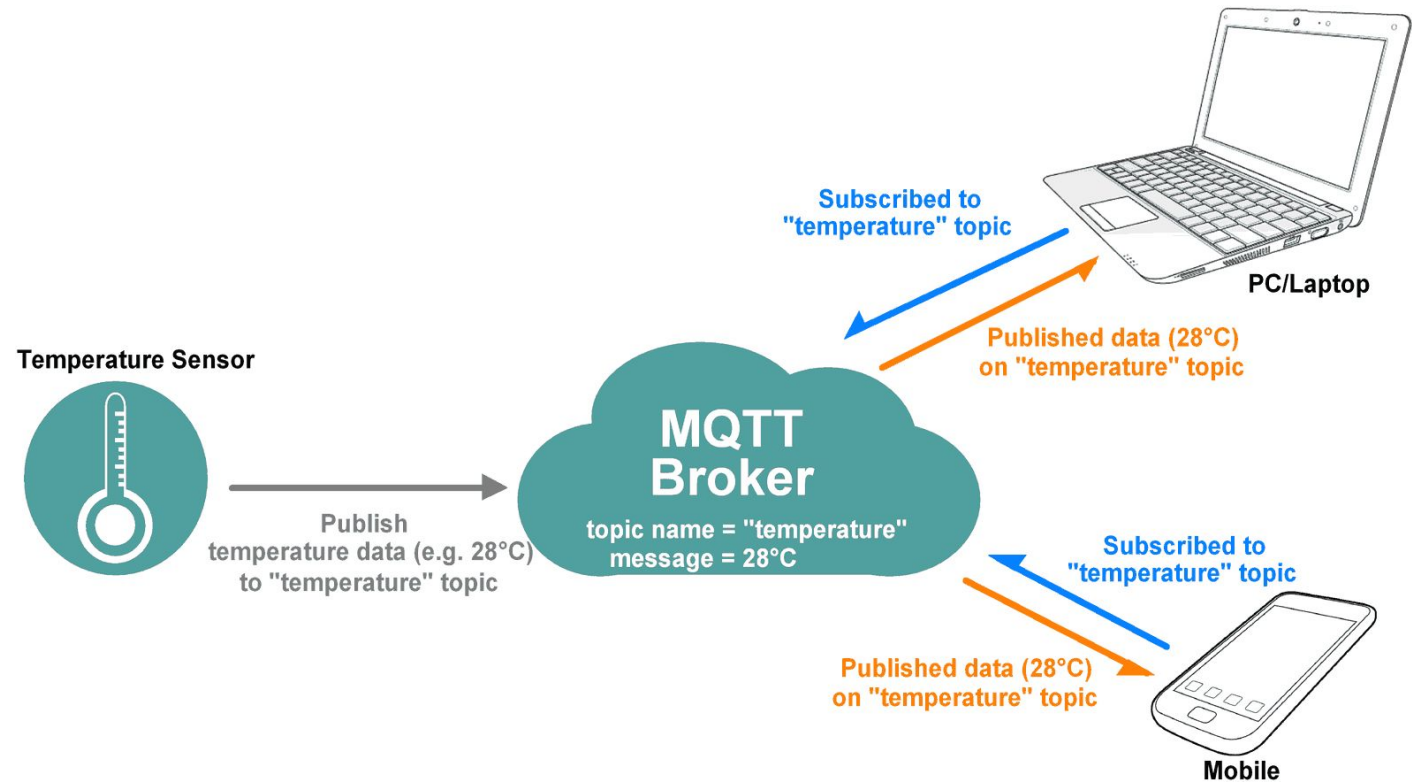 Subscribed to
"temperature" topic
PC/Laptop
Published data (28°C)
on "temperature" topic
Temperature Sensor
Publish
temperature data (e.g. 28°C)
to "temperature" topic
MQTT
Broker
topic name = "temperature"
message = 28°C
Subscribed to
"temperature" topic
Published data (28°C)
on "temperature" topic
Mobile